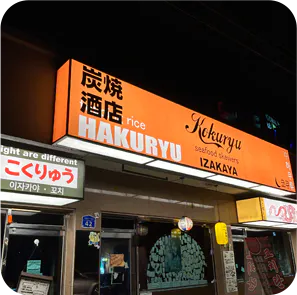 炭焼
酒店 rice
HAKURYU
Kokuryu
seafood skewers
IZAKAYA
ight are different
こくりゅう
이자카야 · 꼬치
43